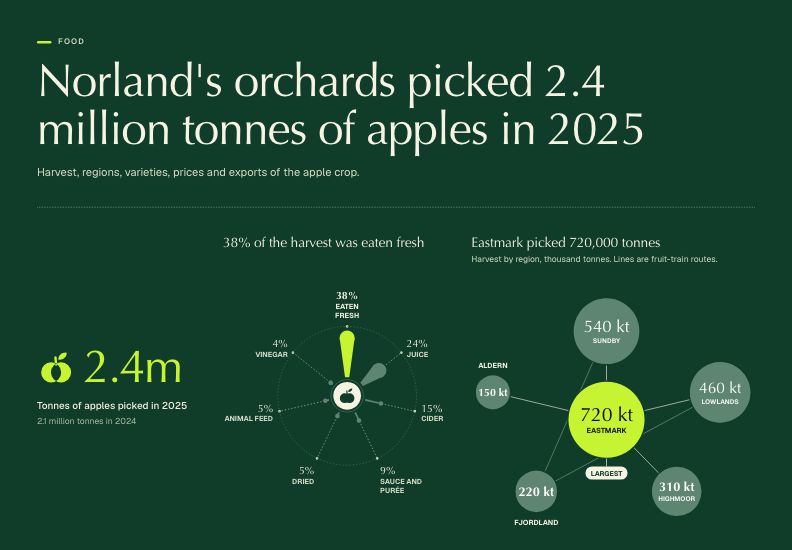 FOOD
Norland's orchards picked 2.4
million tonnes of apples in 2025
Harvest, regions, varieties, prices and exports of the apple crop.
2.4m
Tonnes of apples picked in 2025
2.1 million tonnes in 2024
38% of the harvest was eaten fresh
38%
EATEN
FRESH
24%
JUICE
15%
CIDER
9%
SAUCE AND
PURÉE
5%
DRIED
5%
ANIMAL FEED
4%
VINEGAR
Eastmark picked 720,000 tonnes
Harvest by region, thousand tonnes. Lines are fruit-train routes.
540 kt
SUNDBY
ALDERN
150 kt
460 kt
LOWLANDS
720 kt
EASTMARK
LARGEST
220 kt
FJORDLAND
310 kt
HIGHMOOR